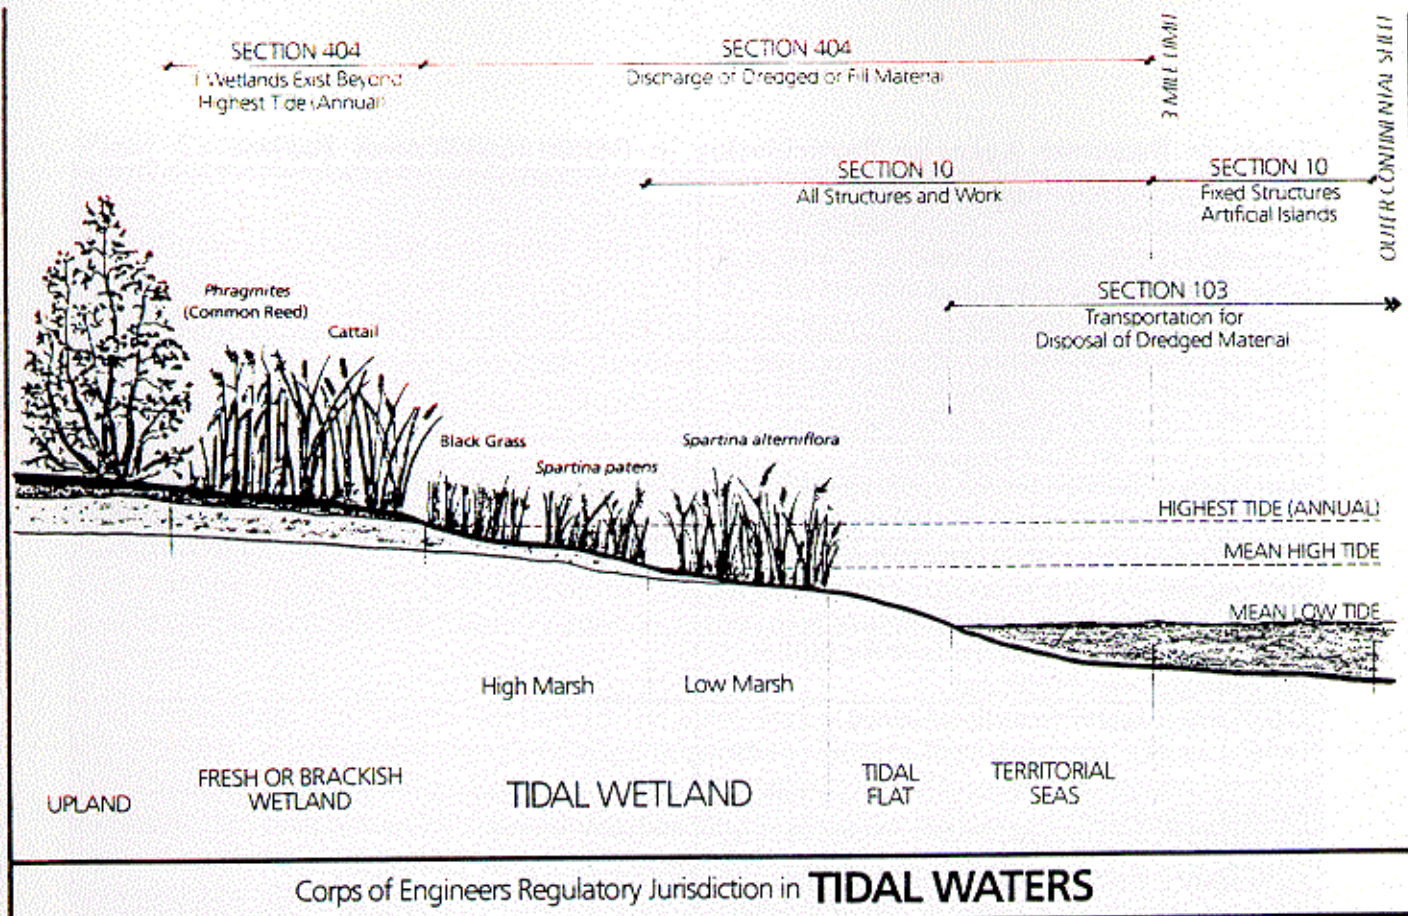 SECTION 404
Wetlands Exist Beyond
Highest Tide (Annual)
SECTION 404
Discharge of Dredged or Fill Material
3 MILE LIMIT
OUTER CONTINENTAL SHELF
SECTION 10
All Structures and Work
SECTION 10
Fixed Structures
Artificial Islands
SECTION 103
Transportation for
Disposal of Dredged Material
Phragmites
(Common Reed)
Cattail
Black Grass
Spartina patens
Spartina alterniflora
HIGHEST TIDE (ANNUAL)
MEAN HIGH TIDE
MEAN LOW TIDE
High Marsh
Low Marsh
UPLAND
FRESH OR BRACKISH
WETLAND
TIDAL WETLAND
TIDAL
FLAT
TERRITORIAL
SEAS
Corps of Engineers Regulatory Jurisdiction in TIDAL WATERS